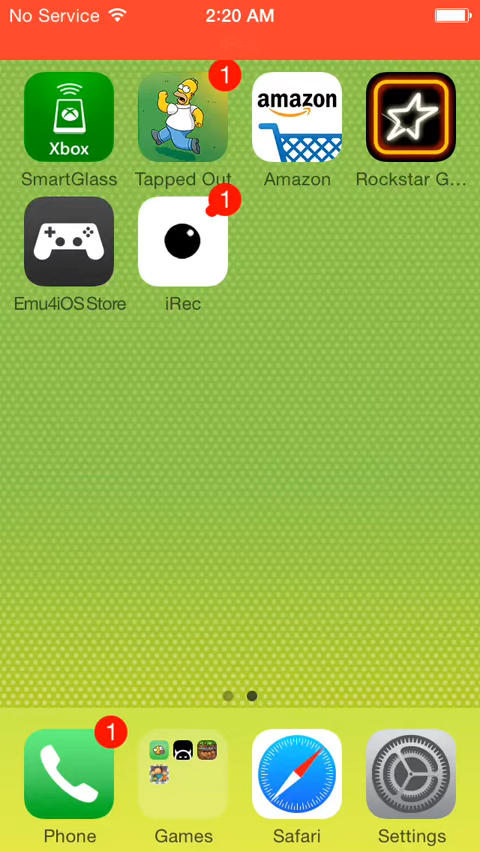 No Service 2:20 AM
1
amazon
Xbox
SmartGlass Tapped Out Amazon Rockstar G...
1
Emu4iOS Store iRec
1
Phone Games Safari Settings